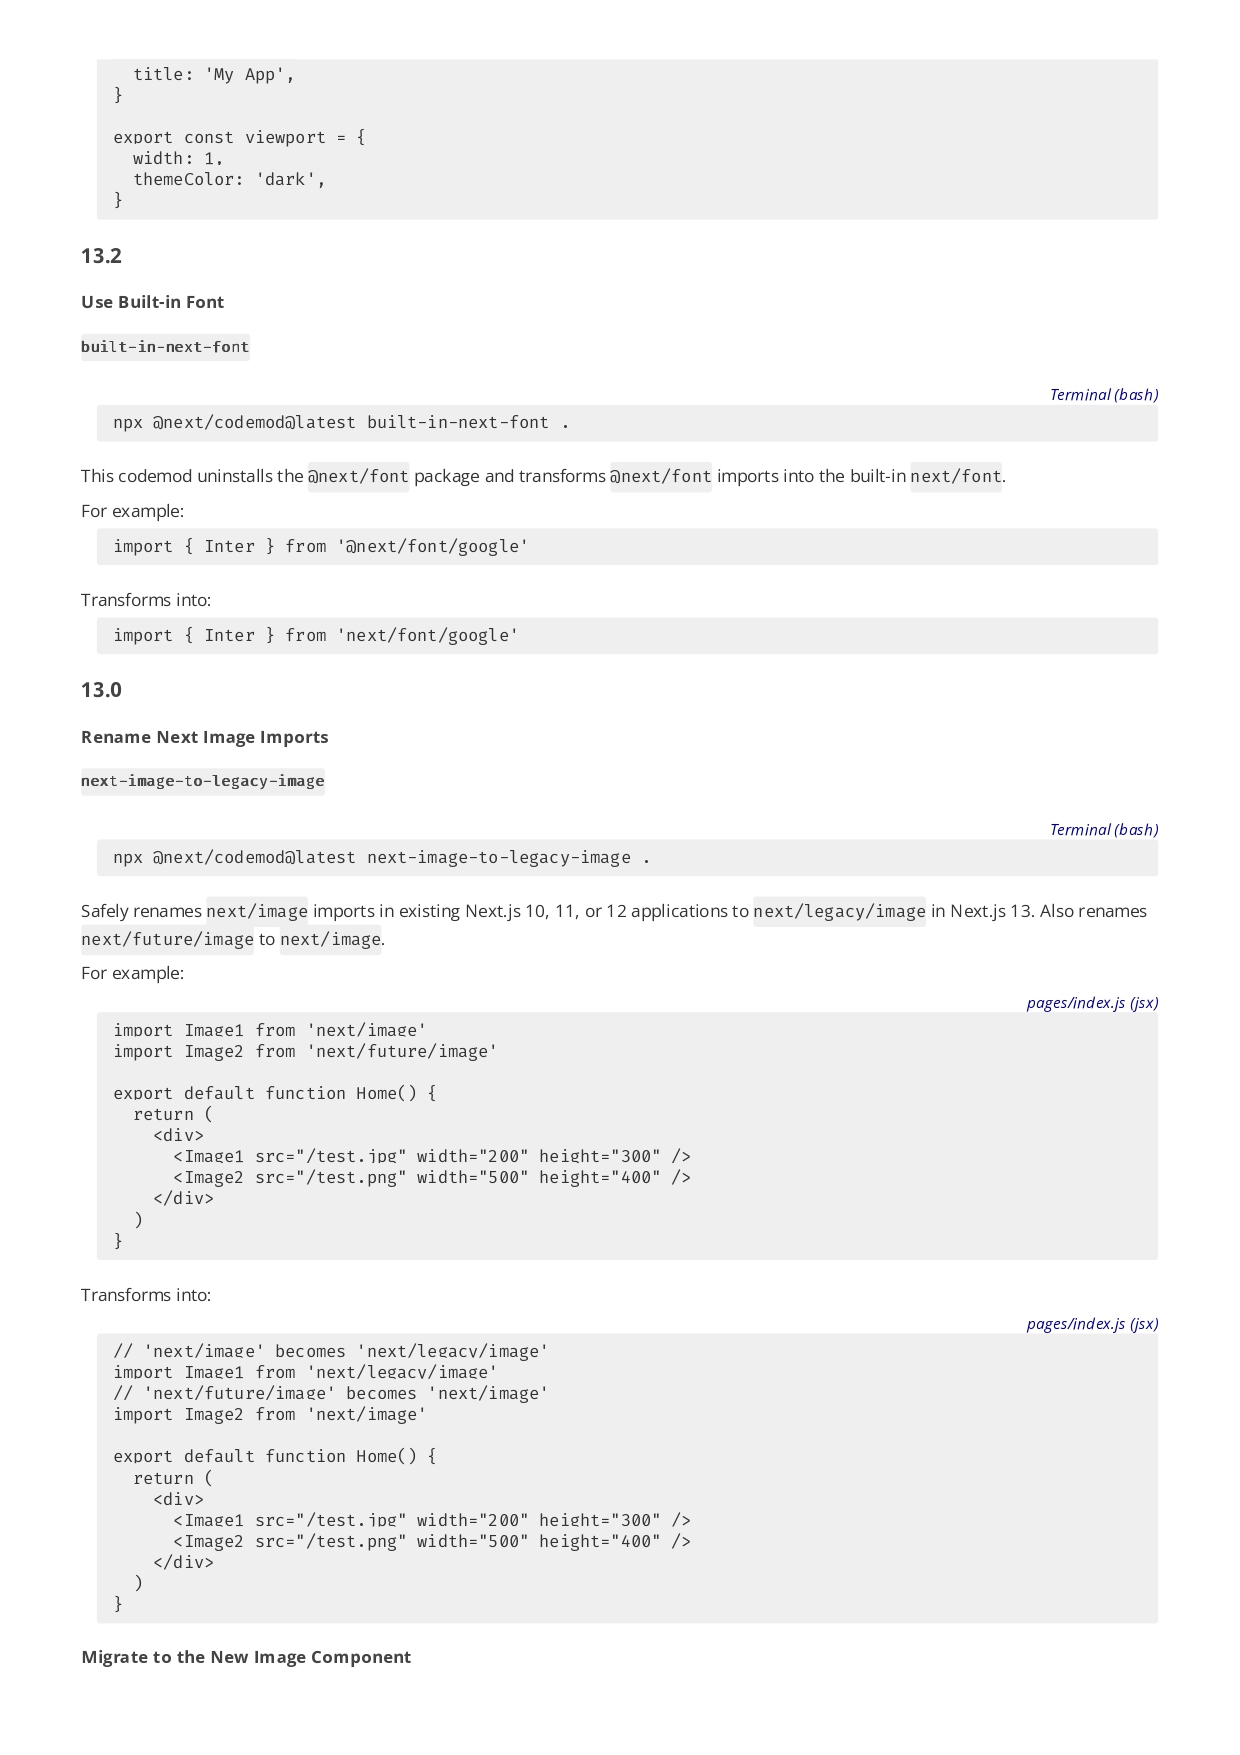 title: 'My App',
}

export const viewport = {
  width: 1,
  themeColor: 'dark',
}
13.2
Use Built-in Font
built-in-next-font
Terminal (bash)
npx @next/codemod@latest built-in-next-font .
This codemod uninstalls the @next/font package and transforms @next/font imports into the built-in next/font.
For example:
import { Inter } from '@next/font/google'
Transforms into:
import { Inter } from 'next/font/google'
13.0
Rename Next Image Imports
next-image-to-legacy-image
Terminal (bash)
npx @next/codemod@latest next-image-to-legacy-image .
Safely renames next/image imports in existing Next.js 10, 11, or 12 applications to next/legacy/image in Next.js 13. Also renames
next/future/image to next/image.
For example:
pages/index.js (jsx)
import Image1 from 'next/image'
import Image2 from 'next/future/image'

export default function Home() {
  return (
    <div>
      <Image1 src="/test.jpg" width="200" height="300" />
      <Image2 src="/test.png" width="500" height="400" />
    </div>
  )
}
Transforms into:
pages/index.js (jsx)
// 'next/image' becomes 'next/legacy/image'
import Image1 from 'next/legacy/image'
// 'next/future/image' becomes 'next/image'
import Image2 from 'next/image'

export default function Home() {
  return (
    <div>
      <Image1 src="/test.jpg" width="200" height="300" />
      <Image2 src="/test.png" width="500" height="400" />
    </div>
  )
}
Migrate to the New Image Component